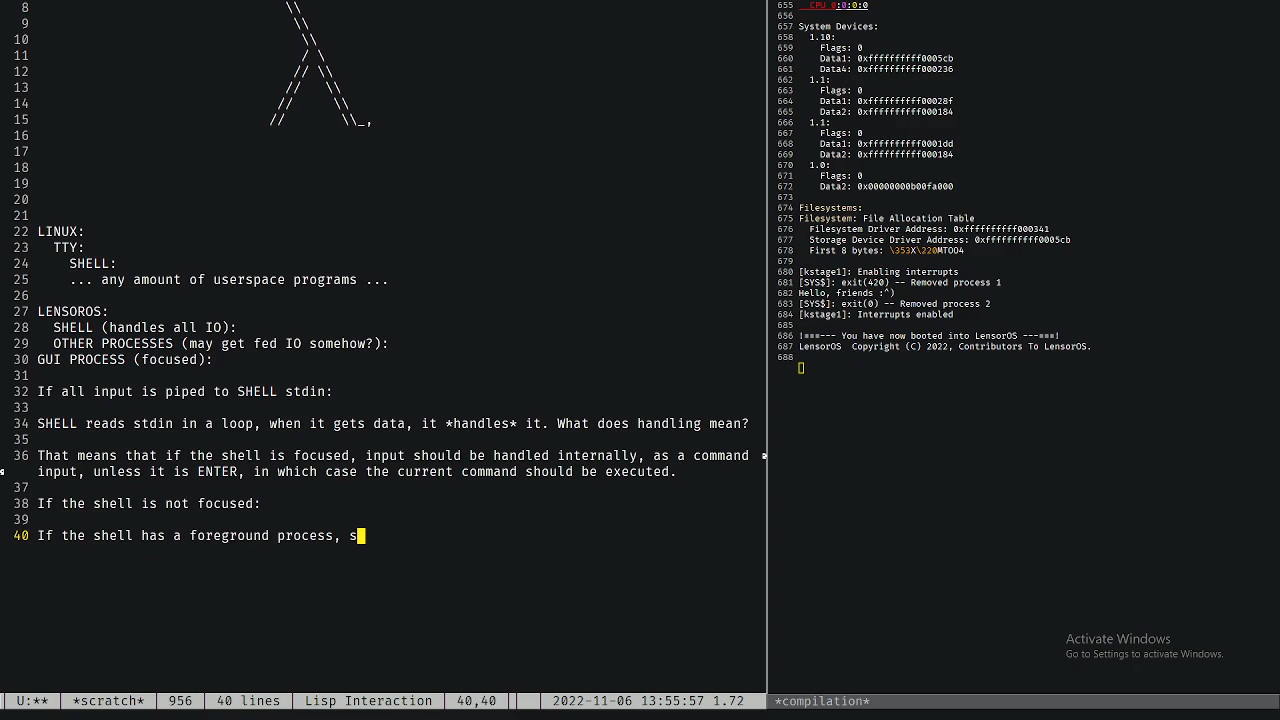 8 \\
9 \\
10 \\
11 / \
12 // \\
13 // \\
14 // \\
15 // \\_,
16
17
18
19
20
21
22 LINUX:
23 TTY:
24 SHELL:
25 ... any amount of userspace programs ...
26
27 LENSOROS:
28 SHELL (handles all IO):
29 OTHER PROCESSES (may get fed IO somehow?):
30 GUI PROCESS (focused):
31
32 If all input is piped to SHELL stdin:
33
34 SHELL reads stdin in a loop, when it gets data, it *handles* it. What does handling mean?
35
36 That means that if the shell is focused, input should be handled internally, as a command
input, unless it is ENTER, in which case the current command should be executed.
37
38 If the shell is not focused:
39
40 If the shell has a foreground process, s
U:** *scratch* 956 40 lines Lisp Interaction 40,40 2022-11-06 13:55:57 1.72
655 CPU 0:0:0:0
656
657 System Devices:
658 1.10:
659 Flags: 0
660 Data1: 0xffffffffff0005cb
661 Data4: 0xffffffffff000236
662 1.1:
663 Flags: 0
664 Data1: 0xffffffffff00028f
665 Data2: 0xffffffffff000184
666 1.1:
667 Flags: 0
668 Data1: 0xffffffffff0001dd
669 Data2: 0xffffffffff000184
670 1.0:
671 Flags: 0
672 Data2: 0x00000000b00fa000
673
674 Filesystems:
675 Filesystem: File Allocation Table
676 Filesystem Driver Address: 0xffffffffff000341
677 Storage Device Driver Address: 0xffffffffff0005cb
678 First 8 bytes: \353X\220MTOO4
679
680 [kstage1]: Enabling interrupts
681 [SYS$]: exit(420) -- Removed process 1
682 Hello, friends :^)
683 [SYS$]: exit(0) -- Removed process 2
684 [kstage1]: Interrupts enabled
685
686 !===--- You have now booted into LensorOS ---===!
687 LensorOS Copyright (C) 2022, Contributors To LensorOS.
688
Activate Windows
Go to Settings to activate Windows.
*compilation*